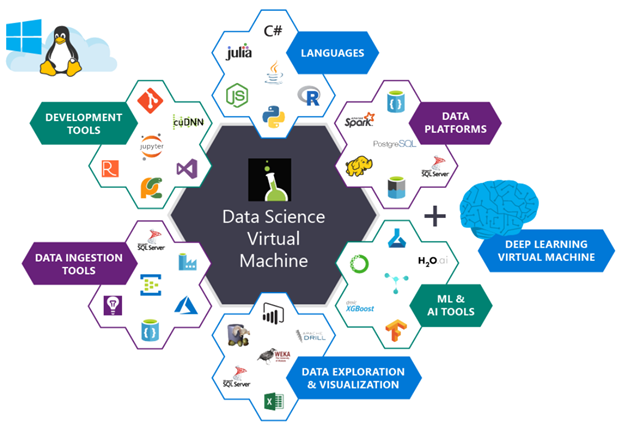 C#
julia
LANGUAGES
JS
R
DEVELOPMENT
TOOLS
cuDNN
jupyter
R
Spark
PostgreSQL
SQL Server
DATA
PLATFORMS
Data Science
Virtual
Machine
+
DEEP LEARNING
VIRTUAL MACHINE
DATA INGESTION
TOOLS
SQL Server
H2O.ai
XGBoost
ML &
AI TOOLS
DRILL
WEKA
SQL Server
DATA EXPLORATION
& VISUALIZATION